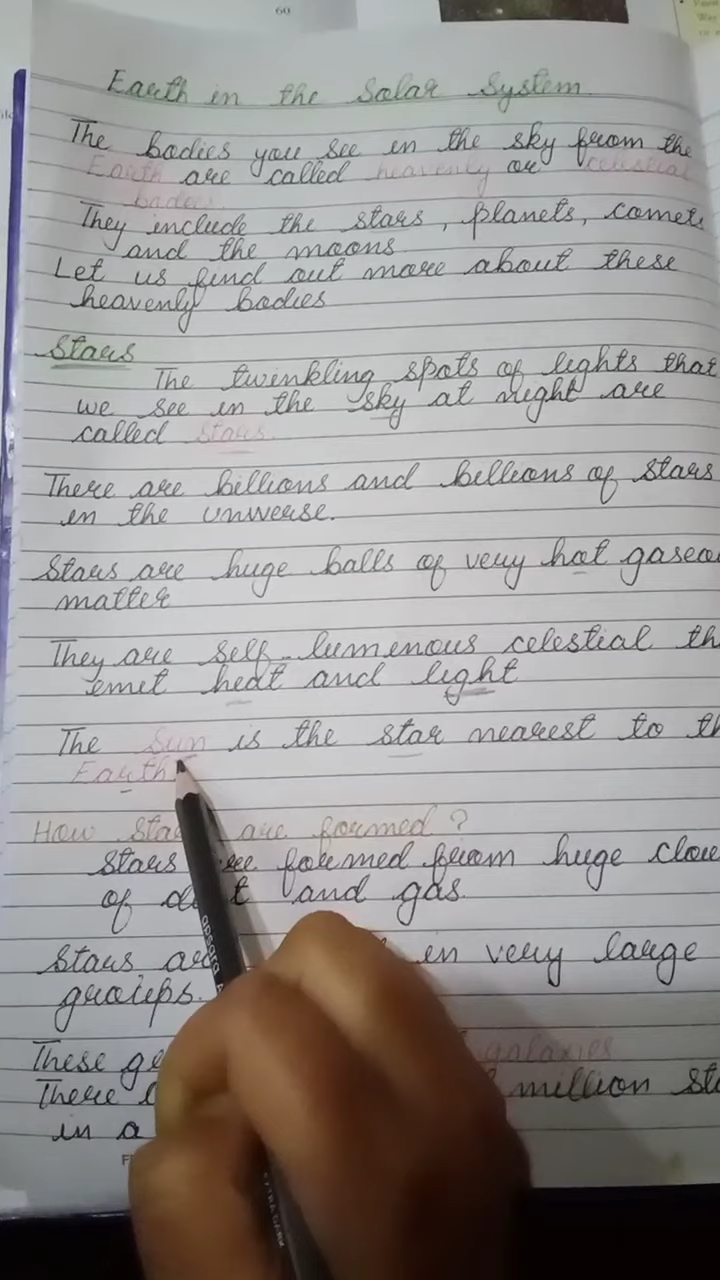 60
Earth in the Solar System
The bodies you see in the sky from the
Earth are called heavenly or celestial
bodies.
They include the stars, planets, comets
and the moons
Let us find out more about these
heavenly bodies
Stars
The twinkling spots of lights that
we see in the sky at night are
called stars.
There are billions and billions of stars
in the universe.
Stars are huge balls of very hot gaseou
matter
They are self-lumenous celestial th
emet heat and light
The Sun is the star nearest to th
Earth
How are formed?
Stars formed from huge clou
of and gas.
Stars in very large
groups.
These galaxies
There million sta
in a
apsara